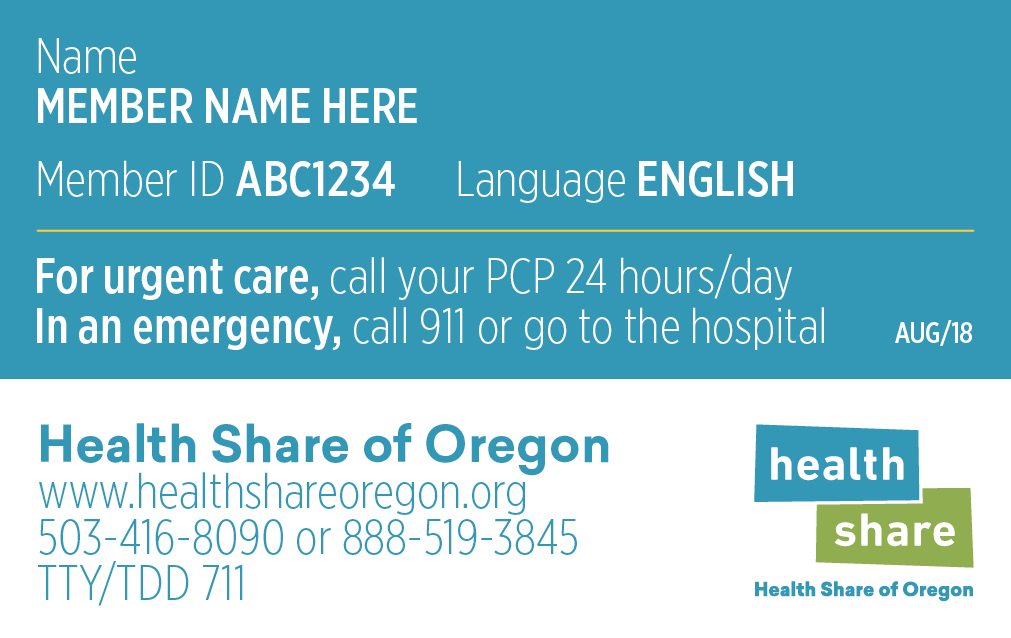 Name
MEMBER NAME HERE
Member ID ABC1234 Language ENGLISH
For urgent care, call your PCP 24 hours/day
In an emergency, call 911 or go to the hospital AUG/18
Health Share of Oregon
www.healthshareoregon.org
503-416-8090 or 888-519-3845
TTY/TDD 711
health
share
Health Share of Oregon